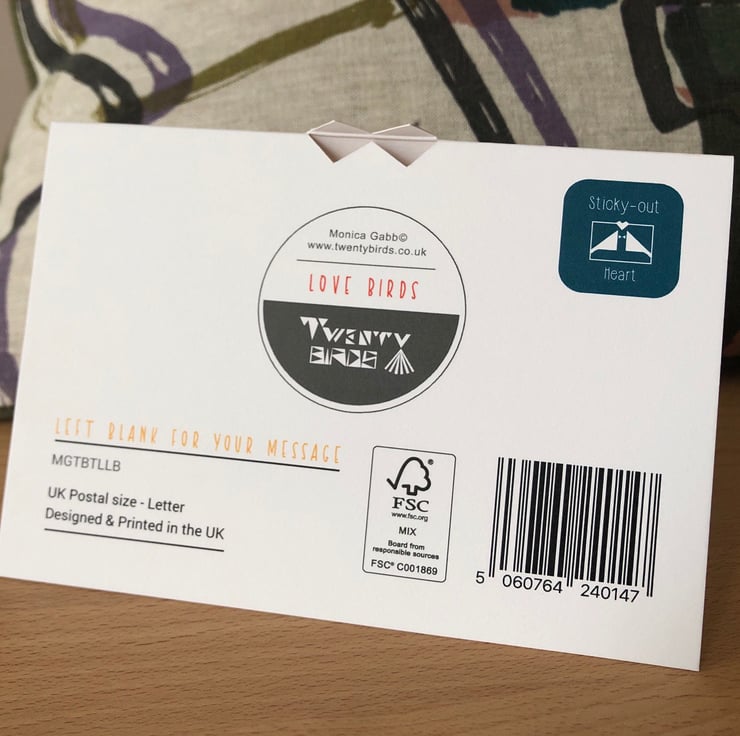 Sticky-out
Heart
Monica Gabb©
www.twentybirds.co.uk
LOVE BIRDS
TWENTY
BIRDS
LEFT BLANK FOR YOUR MESSAGE
MGTBTLLB
UK Postal size - Letter
Designed & Printed in the UK
FSC
www.fsc.org
MIX
Board from
responsible sources
FSC® C001869
5 060764 240147